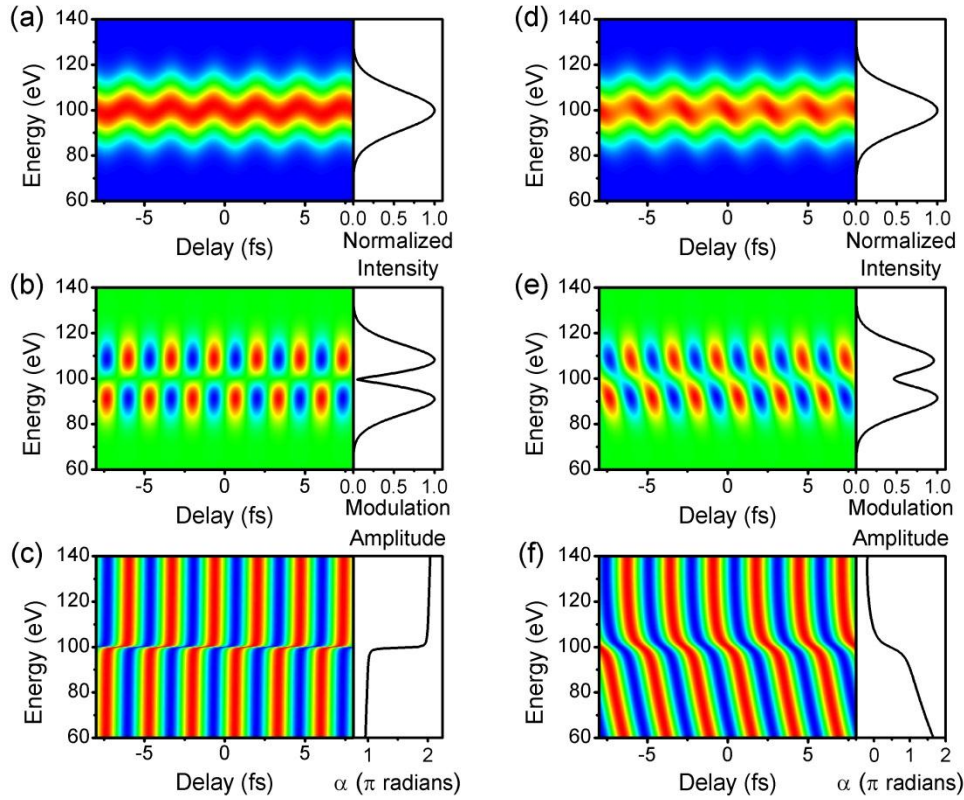 (a)
140
120
100
80
60
Energy (eV)
-5 0 5
Delay (fs)
0.0 0.5 1.0
Normalized
Intensity
(d)
140
120
100
80
60
Energy (eV)
-5 0 5
Delay (fs)
0.0 0.5 1.0
Normalized
Intensity
(b)
140
120
100
80
60
Energy (eV)
-5 0 5
Delay (fs)
0.0 0.5 1.0
Modulation
Amplitude
(e)
140
120
100
80
60
Energy (eV)
-5 0 5
Delay (fs)
0.0 0.5 1.0
Modulation
Amplitude
(c)
140
120
100
80
60
Energy (eV)
-5 0 5
Delay (fs)
1 2
α (π radians)
(f)
140
120
100
80
60
Energy (eV)
-5 0 5
Delay (fs)
0 1 2
α (π radians)